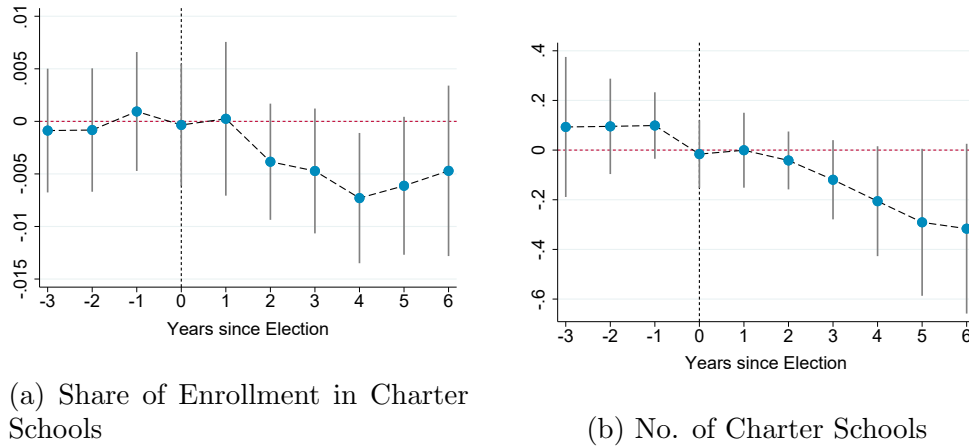 .01
.005
0
-.005
-.01
-.015
-3 -2 -1 0 1 2 3 4 5 6
Years since Election
(a) Share of Enrollment in Charter
Schools
.4
.2
0
-.2
-.4
-.6
-3 -2 -1 0 1 2 3 4 5 6
Years since Election
(b) No. of Charter Schools